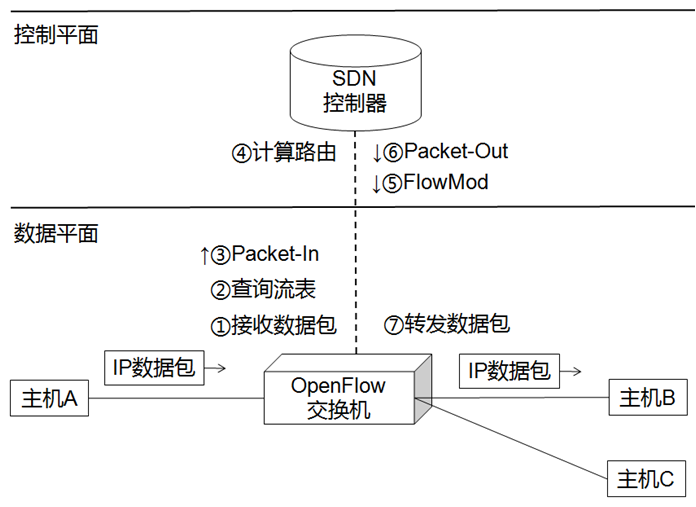 控制平面
SDN
控制器
④计算路由
↓⑥Packet-Out
↓⑤FlowMod
数据平面
↑③Packet-In
②查询流表
①接收数据包
⑦转发数据包
IP数据包
OpenFlow
交换机
IP数据包
主机A
主机B
主机C